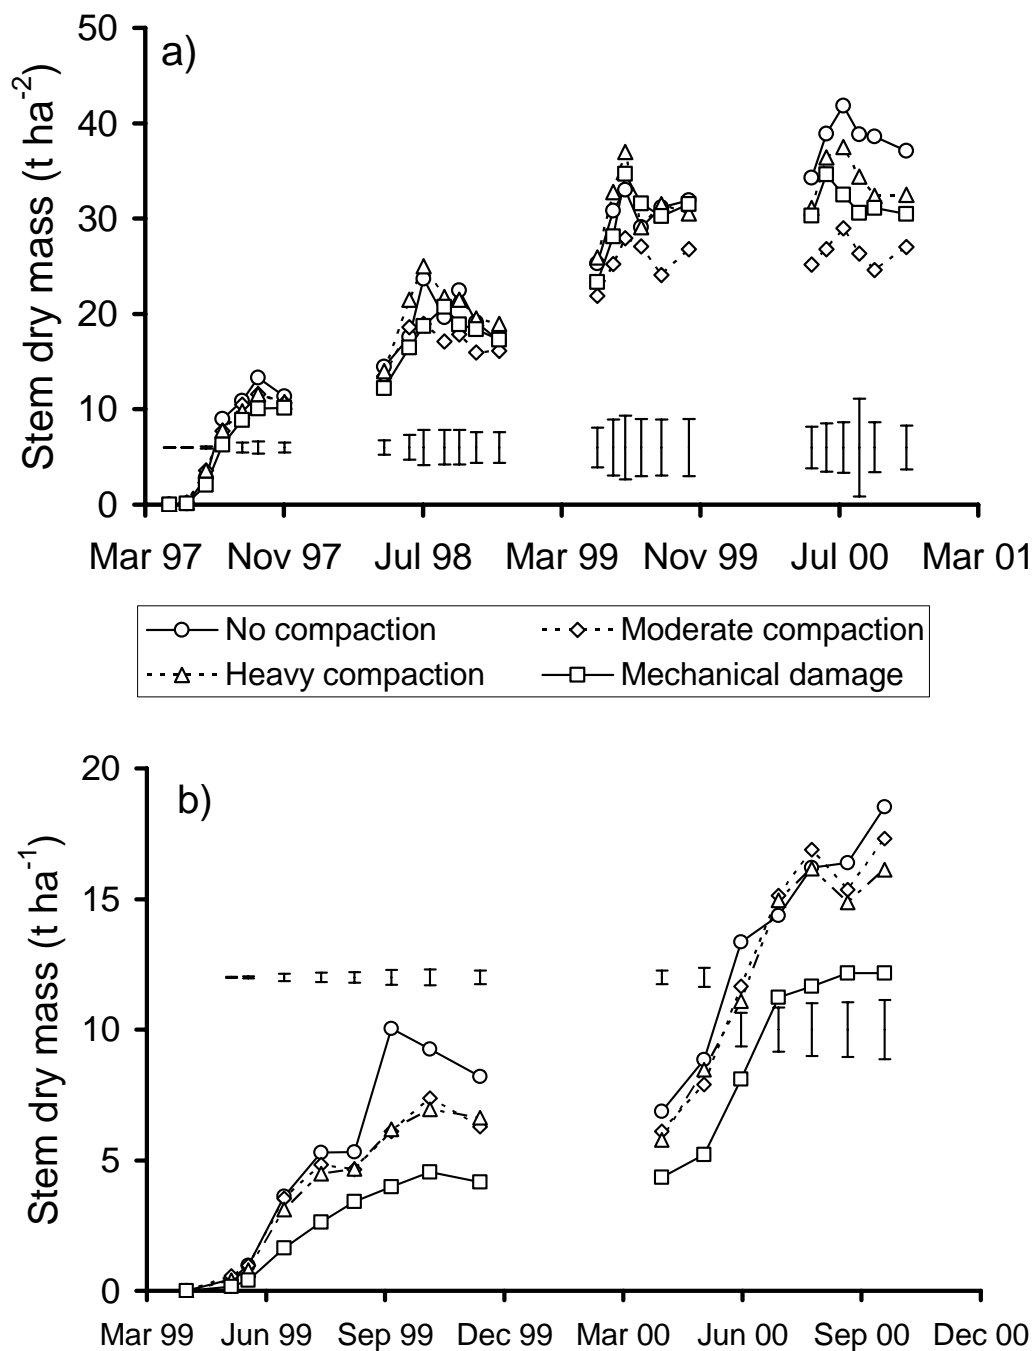 a)
Stem dry mass (t ha⁻²)
50
40
30
20
10
0
Mar 97 Nov 97 Jul 98 Mar 99 Nov 99 Jul 00 Mar 01
No compaction Moderate compaction
Heavy compaction Mechanical damage
b)
Stem dry mass (t ha⁻¹)
20
15
10
5
0
Mar 99 Jun 99 Sep 99 Dec 99 Mar 00 Jun 00 Sep 00 Dec 00